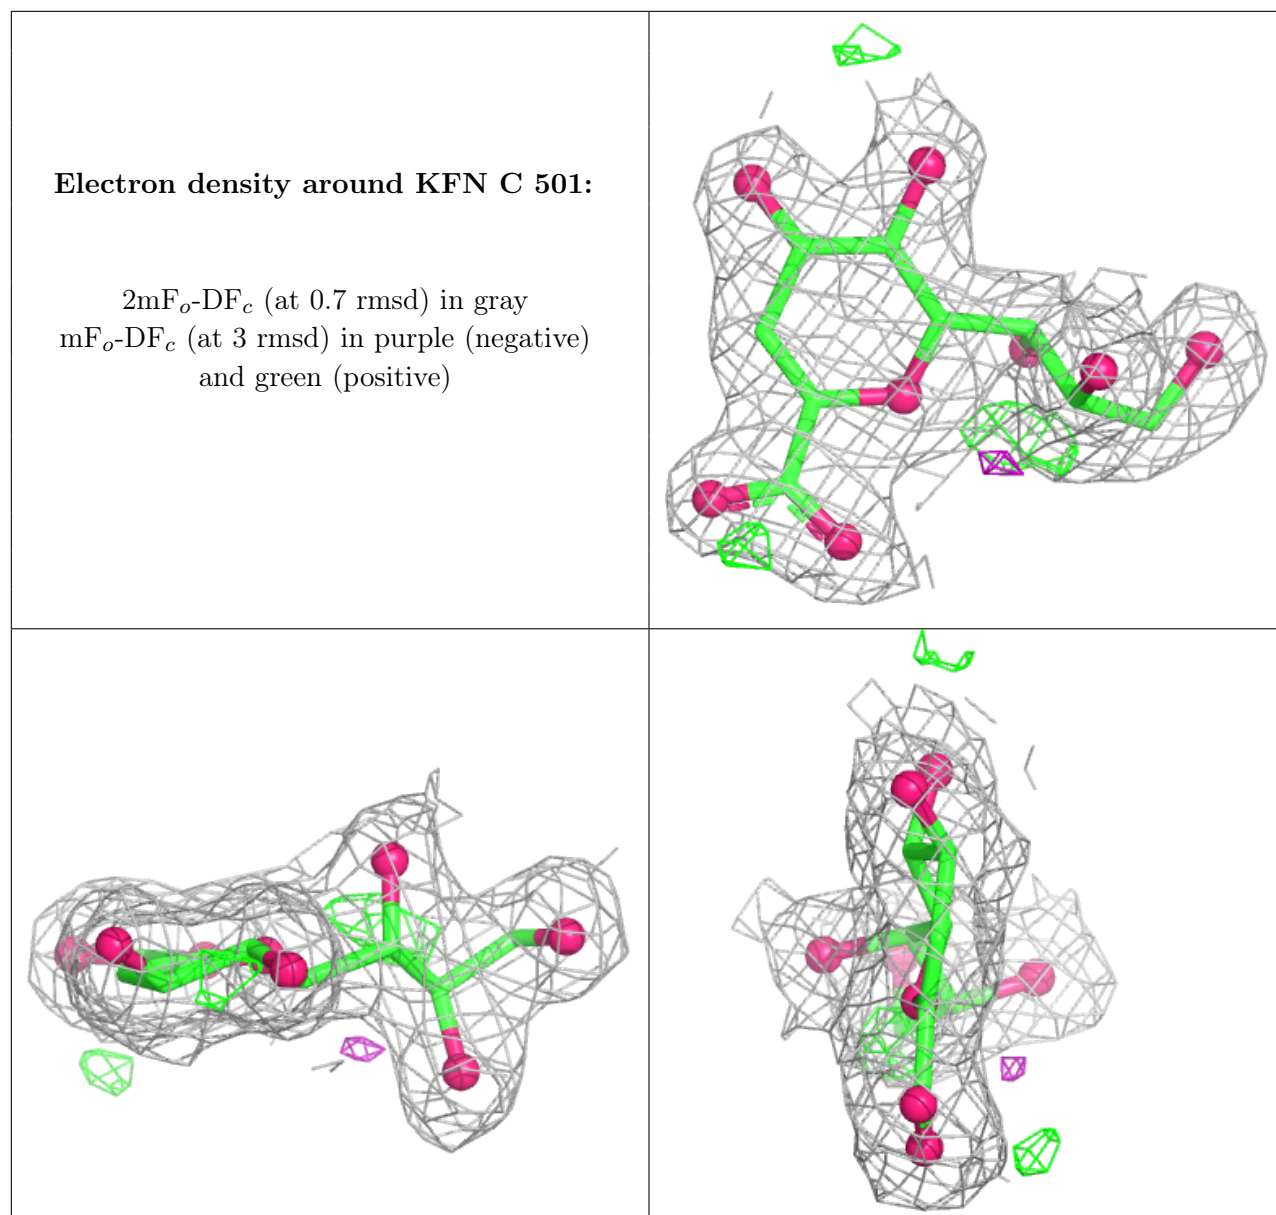 Electron density around KFN C 501:
2mFo-DFc (at 0.7 rmsd) in gray
mFo-DFc (at 3 rmsd) in purple (negative)
and green (positive)